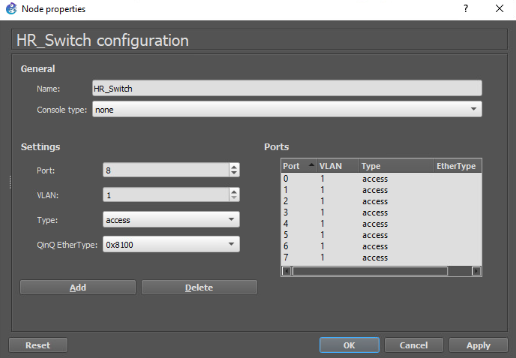 Node properties
?
HR_Switch configuration
General
Name:
HR_Switch
Console type:
none
Settings
Port:
8
VLAN:
1
Type:
access
QinQ EtherType:
0x8100
Add
Delete
Ports
Port VLAN Type EtherType
0 1 access
1 1 access
2 1 access
3 1 access
4 1 access
5 1 access
6 1 access
7 1 access
Reset
OK
Cancel
Apply